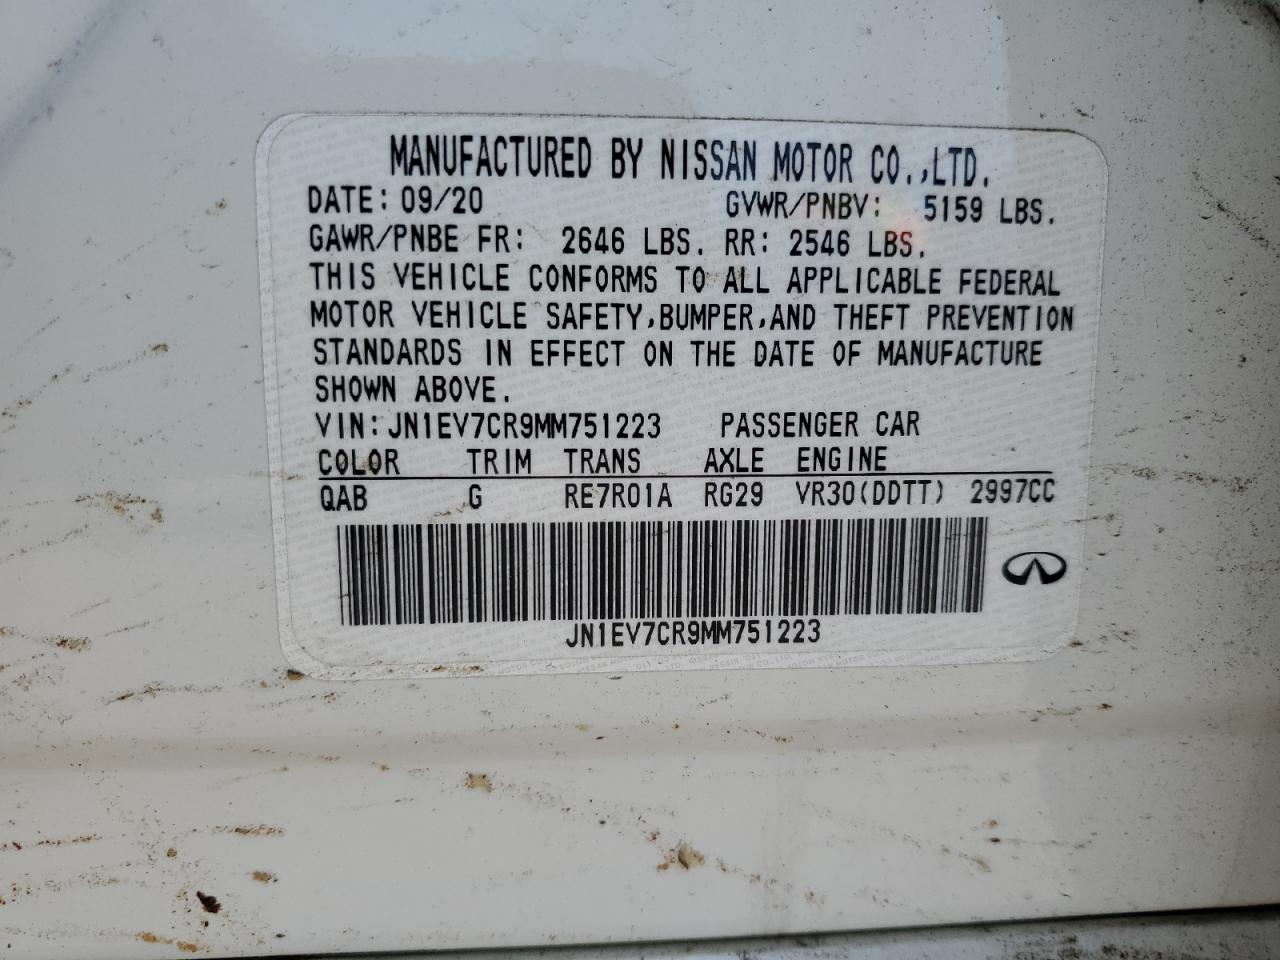 MANUFACTURED BY NISSAN MOTOR CO.,LTD.
DATE: 09/20 GVWR/PNBV: 5159 LBS.
GAWR/PNBE FR: 2646 LBS. RR: 2546 LBS.
THIS VEHICLE CONFORMS TO ALL APPLICABLE FEDERAL
MOTOR VEHICLE SAFETY,BUMPER,AND THEFT PREVENTION
STANDARDS IN EFFECT ON THE DATE OF MANUFACTURE
SHOWN ABOVE.
VIN:JN1EV7CR9MM751223 PASSENGER CAR
COLOR TRIM TRANS AXLE ENGINE
QAB G RE7R01A RG29 VR30(DDTT) 2997CC
JN1EV7CR9MM751223